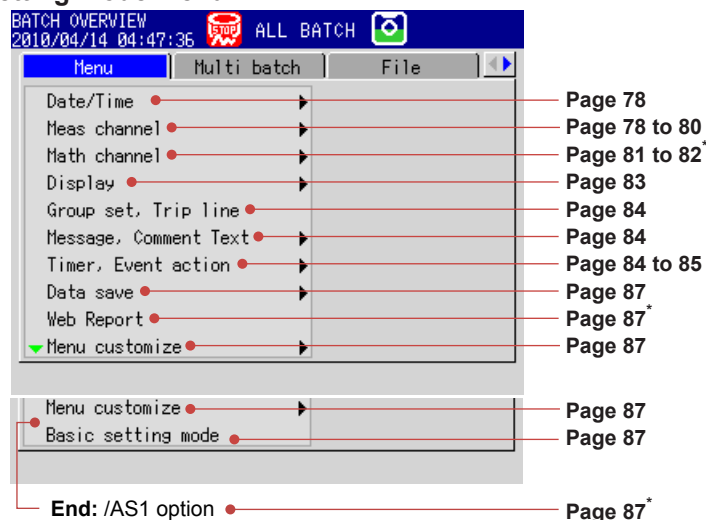 BATCH OVERVIEW
2010/04/14 04:47:36 STOP ALL BATCH
Menu Multi batch File
Date/Time Page 78
Meas channel Page 78 to 80
Math channel Page 81 to 82*
Display Page 83
Group set, Trip line Page 84
Message, Comment Text Page 84
Timer, Event action Page 84 to 85
Data save Page 87
Web Report Page 87*
Menu customize Page 87
Menu customize Page 87
Basic setting mode Page 87
End: /AS1 option Page 87*